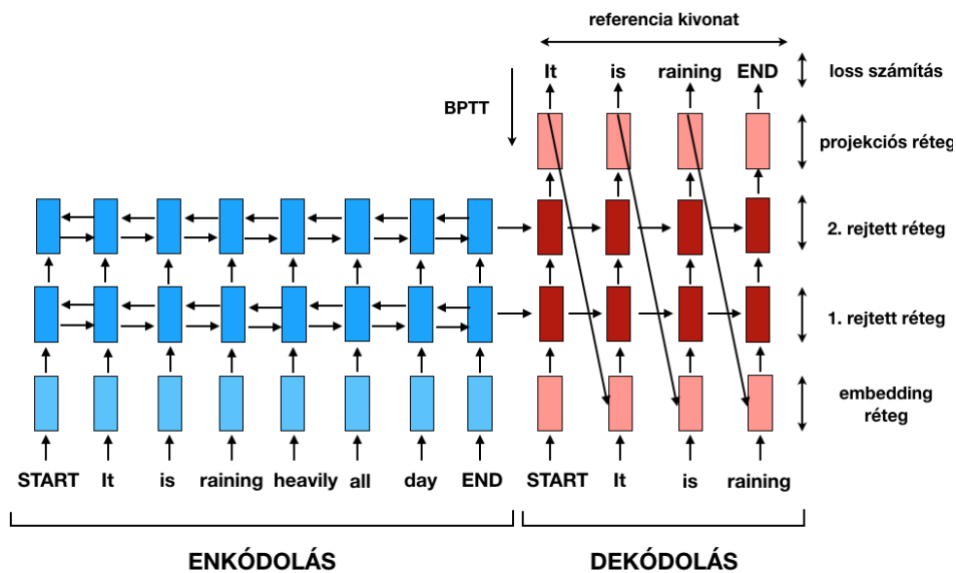 referencia kivonat
It is raining END
loss számítás
BPTT
projekciós réteg
2. rejtett réteg
1. rejtett réteg
embedding
réteg
START It is raining heavily all day END START It is raining
ENKÓDOLÁS DEKÓDOLÁS